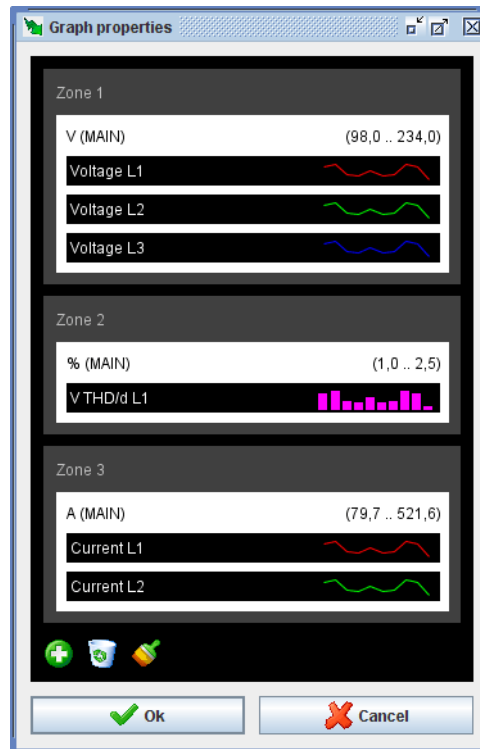 Graph properties
Zone 1
V (MAIN) (98,0 .. 234,0)
Voltage L1
Voltage L2
Voltage L3
Zone 2
% (MAIN) (1,0 .. 2,5)
V THD/d L1
Zone 3
A (MAIN) (79,7 .. 521,6)
Current L1
Current L2
Ok Cancel